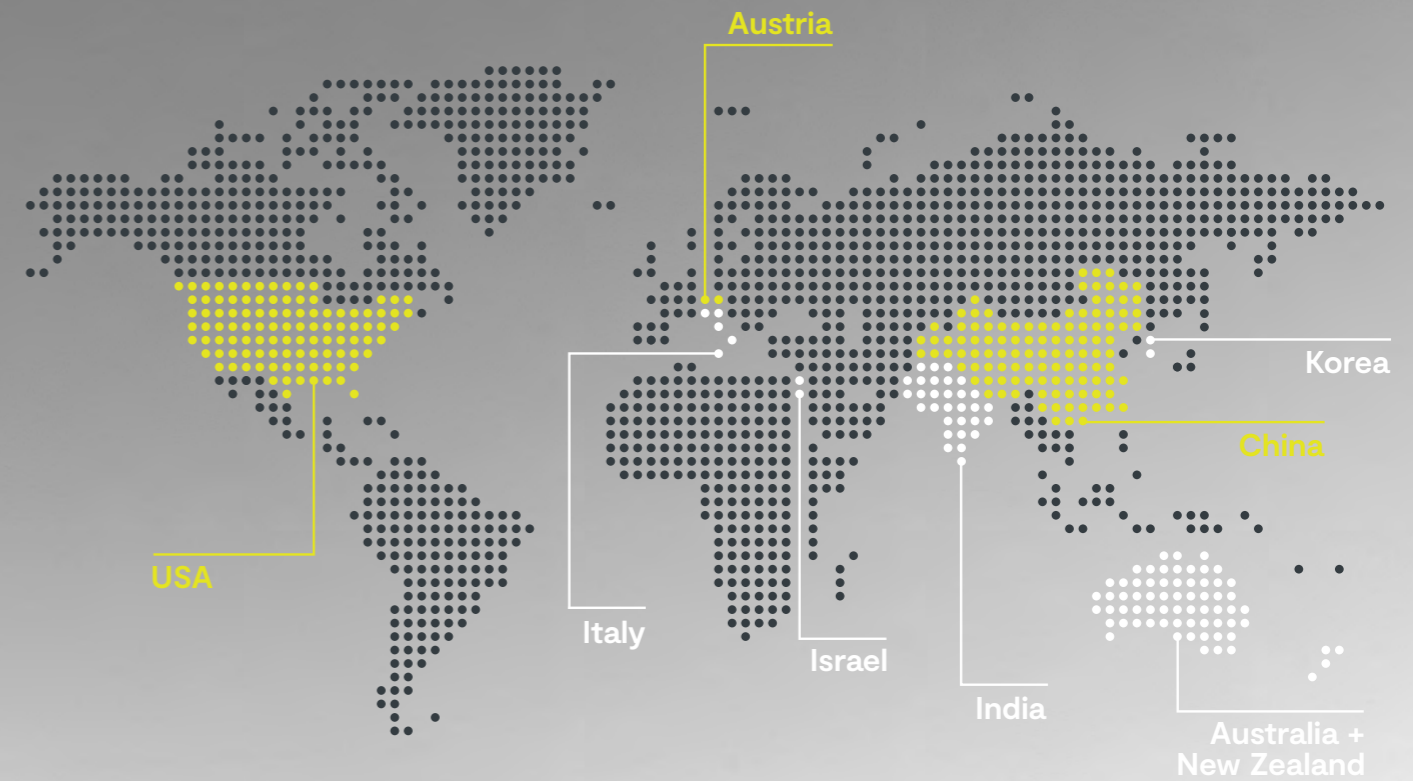 Austria
Korea
China
USA
Italy
Israel
India
Australia +
New Zealand